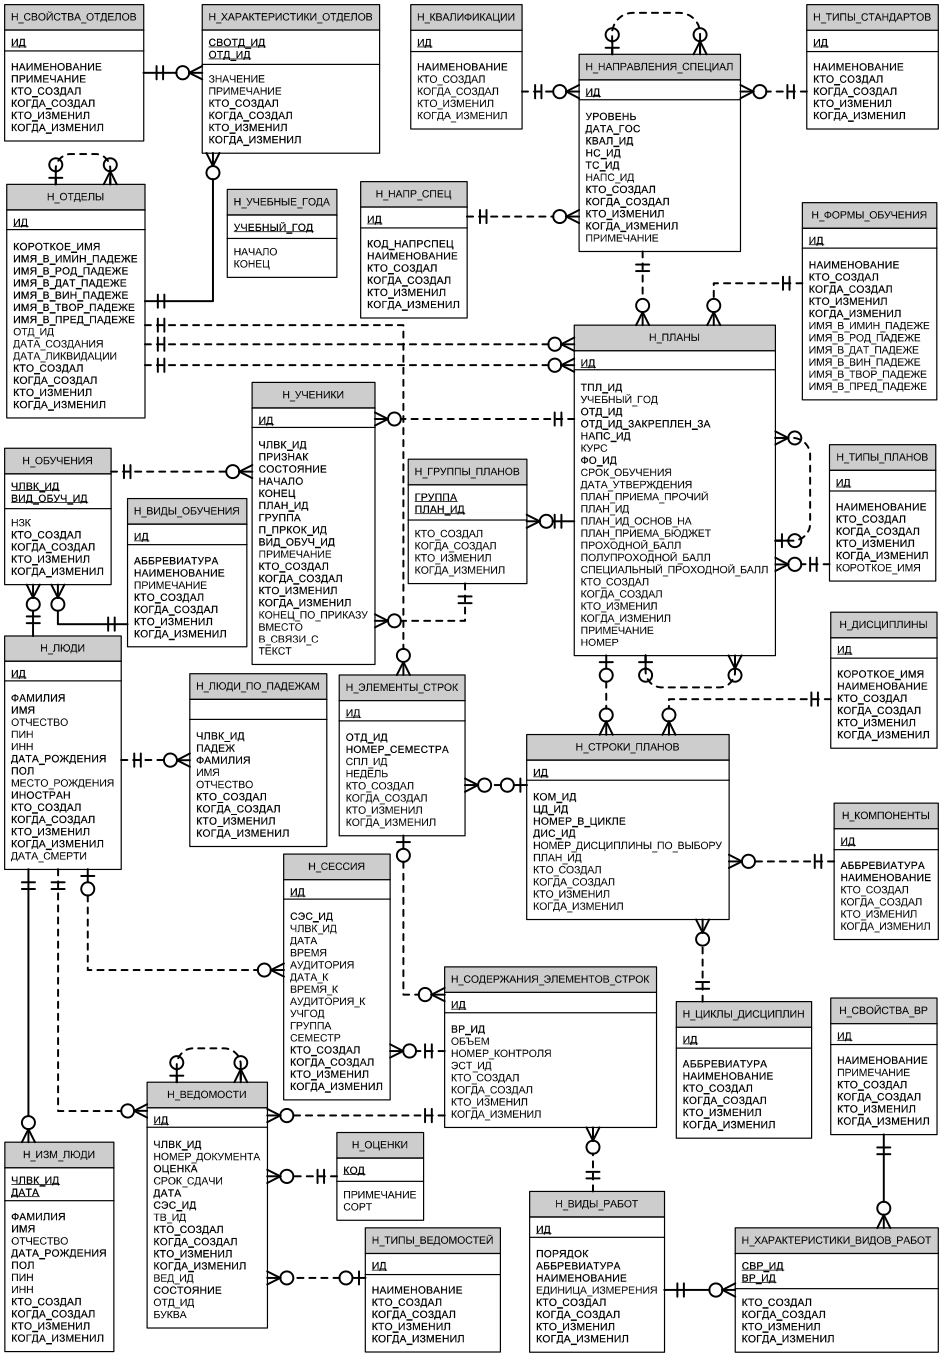 Н_СВОЙСТВА_ОТДЕЛОВ
ИД
НАИМЕНОВАНИЕ
ПРИМЕЧАНИЕ
КТО_СОЗДАЛ
КОГДА_СОЗДАЛ
КТО_ИЗМЕНИЛ
КОГДА_ИЗМЕНИЛ
Н_ХАРАКТЕРИСТИКИ_ОТДЕЛОВ
СВОТД_ИД
ОТД_ИД
ЗНАЧЕНИЕ
ПРИМЕЧАНИЕ
КТО_СОЗДАЛ
КОГДА_СОЗДАЛ
КТО_ИЗМЕНИЛ
КОГДА_ИЗМЕНИЛ
Н_КВАЛИФИКАЦИИ
ИД
НАИМЕНОВАНИЕ
КТО_СОЗДАЛ
КОГДА_СОЗДАЛ
КТО_ИЗМЕНИЛ
КОГДА_ИЗМЕНИЛ
Н_НАПРАВЛЕНИЯ_СПЕЦИАЛ
ИД
УРОВЕНЬ
ДАТА_ГОС
КВАЛ_ИД
НС_ИД
ТС_ИД
НАПС_ИД
КТО_СОЗДАЛ
КОГДА_СОЗДАЛ
КТО_ИЗМЕНИЛ
КОГДА_ИЗМЕНИЛ
ПРИМЕЧАНИЕ
Н_ТИПЫ_СТАНДАРТОВ
ИД
НАИМЕНОВАНИЕ
КТО_СОЗДАЛ
КОГДА_СОЗДАЛ
КТО_ИЗМЕНИЛ
КОГДА_ИЗМЕНИЛ
Н_ОТДЕЛЫ
ИД
КОРОТКОЕ_ИМЯ
ИМЯ_В_ИМИН_ПАДЕЖЕ
ИМЯ_В_РОД_ПАДЕЖЕ
ИМЯ_В_ДАТ_ПАДЕЖЕ
ИМЯ_В_ВИН_ПАДЕЖЕ
ИМЯ_В_ТВОР_ПАДЕЖЕ
ИМЯ_В_ПРЕД_ПАДЕЖЕ
ОТД_ИД
ДАТА_СОЗДАНИЯ
ДАТА_ЛИКВИДАЦИИ
КТО_СОЗДАЛ
КОГДА_СОЗДАЛ
КТО_ИЗМЕНИЛ
КОГДА_ИЗМЕНИЛ
Н_УЧЕБНЫЕ_ГОДА
УЧЕБНЫЙ_ГОД
НАЧАЛО
КОНЕЦ
Н_НАПР_СПЕЦ
ИД
КОД_НАПРСПЕЦ
НАИМЕНОВАНИЕ
КТО_СОЗДАЛ
КОГДА_СОЗДАЛ
КТО_ИЗМЕНИЛ
КОГДА_ИЗМЕНИЛ
Н_ФОРМЫ_ОБУЧЕНИЯ
ИД
НАИМЕНОВАНИЕ
КТО_СОЗДАЛ
КОГДА_СОЗДАЛ
КТО_ИЗМЕНИЛ
КОГДА_ИЗМЕНИЛ
ИМЯ_В_ИМИН_ПАДЕЖЕ
ИМЯ_В_РОД_ПАДЕЖЕ
ИМЯ_В_ДАТ_ПАДЕЖЕ
ИМЯ_В_ВИН_ПАДЕЖЕ
ИМЯ_В_ТВОР_ПАДЕЖЕ
ИМЯ_В_ПРЕД_ПАДЕЖЕ
Н_ПЛАНЫ
ИД
ТПЛ_ИД
УЧЕБНЫЙ_ГОД
ОТД_ИД
ОТД_ИД_ЗАКРЕПЛЕН_ЗА
НАПС_ИД
КУРС
ФО_ИД
СРОК_ОБУЧЕНИЯ
ДАТА_УТВЕРЖДЕНИЯ
ПЛАН_ПРИЕМА_ПРОЧИЙ
ПЛАН_ИД
ПЛАН_ИД_ОСНОВ_НА
ПЛАН_ПРИЕМА_БЮДЖЕТ
ПРОХОДНОЙ_БАЛЛ
ПОЛУПРОХОДНОЙ_БАЛЛ
СПЕЦИАЛЬНЫЙ_ПРОХОДНОЙ_БАЛЛ
КТО_СОЗДАЛ
КОГДА_СОЗДАЛ
КТО_ИЗМЕНИЛ
КОГДА_ИЗМЕНИЛ
ПРИМЕЧАНИЕ
НОМЕР
Н_УЧЕНИКИ
ИД
ЧЛВК_ИД
ПРИЗНАК
СОСТОЯНИЕ
НАЧАЛО
КОНЕЦ
ПЛАН_ИД
ГРУППА
П_ПРКОК_ИД
ВИД_ОБУЧ_ИД
ПРИМЕЧАНИЕ
КТО_СОЗДАЛ
КОГДА_СОЗДАЛ
КТО_ИЗМЕНИЛ
КОГДА_ИЗМЕНИЛ
КОНЕЦ_ПО_ПРИКАЗУ
ВМЕСТО
В_СВЯЗИ_С
ТЕКСТ
Н_ОБУЧЕНИЯ
ЧЛВК_ИД
ВИД_ОБУЧ_ИД
НЗК
КТО_СОЗДАЛ
КОГДА_СОЗДАЛ
КТО_ИЗМЕНИЛ
КОГДА_ИЗМЕНИЛ
Н_ВИДЫ_ОБУЧЕНИЯ
ИД
АББРЕВИАТУРА
НАИМЕНОВАНИЕ
ПРИМЕЧАНИЕ
КТО_СОЗДАЛ
КОГДА_СОЗДАЛ
КТО_ИЗМЕНИЛ
КОГДА_ИЗМЕНИЛ
Н_ГРУППЫ_ПЛАНОВ
ГРУППА
ПЛАН_ИД
КТО_СОЗДАЛ
КОГДА_СОЗДАЛ
КТО_ИЗМЕНИЛ
КОГДА_ИЗМЕНИЛ
Н_ТИПЫ_ПЛАНОВ
ИД
НАИМЕНОВАНИЕ
КТО_СОЗДАЛ
КОГДА_СОЗДАЛ
КТО_ИЗМЕНИЛ
КОГДА_ИЗМЕНИЛ
КОРОТКОЕ_ИМЯ
Н_ЛЮДИ
ИД
ФАМИЛИЯ
ИМЯ
ОТЧЕСТВО
ПИН
ИНН
ДАТА_РОЖДЕНИЯ
ПОЛ
МЕСТО_РОЖДЕНИЯ
ИНОСТРАН
КТО_СОЗДАЛ
КОГДА_СОЗДАЛ
КТО_ИЗМЕНИЛ
КОГДА_ИЗМЕНИЛ
ДАТА_СМЕРТИ
Н_ЛЮДИ_ПО_ПАДЕЖАМ
ЧЛВК_ИД
ПАДЕЖ
ФАМИЛИЯ
ИМЯ
ОТЧЕСТВО
КТО_СОЗДАЛ
КОГДА_СОЗДАЛ
КТО_ИЗМЕНИЛ
КОГДА_ИЗМЕНИЛ
Н_ЭЛЕМЕНТЫ_СТРОК
ИД
ОТД_ИД
НОМЕР_СЕМЕСТРА
СПЛ_ИД
НЕДЕЛЬ
КТО_СОЗДАЛ
КОГДА_СОЗДАЛ
КТО_ИЗМЕНИЛ
КОГДА_ИЗМЕНИЛ
Н_ДИСЦИПЛИНЫ
ИД
КОРОТКОЕ_ИМЯ
НАИМЕНОВАНИЕ
КТО_СОЗДАЛ
КОГДА_СОЗДАЛ
КТО_ИЗМЕНИЛ
КОГДА_ИЗМЕНИЛ
Н_СТРОКИ_ПЛАНОВ
ИД
КОМ_ИД
ЦД_ИД
НОМЕР_В_ЦИКЛЕ
ДИС_ИД
НОМЕР_ДИСЦИПЛИНЫ_ПО_ВЫБОРУ
ПЛАН_ИД
КТО_СОЗДАЛ
КОГДА_СОЗДАЛ
КТО_ИЗМЕНИЛ
КОГДА_ИЗМЕНИЛ
Н_КОМПОНЕНТЫ
ИД
АББРЕВИАТУРА
НАИМЕНОВАНИЕ
КТО_СОЗДАЛ
КОГДА_СОЗДАЛ
КТО_ИЗМЕНИЛ
КОГДА_ИЗМЕНИЛ
Н_СЕССИЯ
ИД
СЭС_ИД
ЧЛВК_ИД
ДАТА
ВРЕМЯ
АУДИТОРИЯ
ДАТА_К
ВРЕМЯ_К
АУДИТОРИЯ_К
УЧГОД
ГРУППА
СЕМЕСТР
КТО_СОЗДАЛ
КОГДА_СОЗДАЛ
КТО_ИЗМЕНИЛ
КОГДА_ИЗМЕНИЛ
Н_СОДЕРЖАНИЯ_ЭЛЕМЕНТОВ_СТРОК
ИД
ВР_ИД
ОБЪЕМ
НОМЕР_КОНТРОЛЯ
ЭСТ_ИД
КТО_СОЗДАЛ
КОГДА_СОЗДАЛ
КТО_ИЗМЕНИЛ
КОГДА_ИЗМЕНИЛ
Н_ЦИКЛЫ_ДИСЦИПЛИН
ИД
АББРЕВИАТУРА
НАИМЕНОВАНИЕ
КТО_СОЗДАЛ
КОГДА_СОЗДАЛ
КТО_ИЗМЕНИЛ
КОГДА_ИЗМЕНИЛ
Н_СВОЙСТВА_ВР
ИД
НАИМЕНОВАНИЕ
ПРИМЕЧАНИЕ
КТО_СОЗДАЛ
КОГДА_СОЗДАЛ
КТО_ИЗМЕНИЛ
КОГДА_ИЗМЕНИЛ
Н_ВЕДОМОСТИ
ИД
ЧЛВК_ИД
НОМЕР_ДОКУМЕНТА
ОЦЕНКА
СРОК_СДАЧИ
ДАТА
СЭС_ИД
ТВ_ИД
КТО_СОЗДАЛ
КОГДА_СОЗДАЛ
КТО_ИЗМЕНИЛ
КОГДА_ИЗМЕНИЛ
ВЕД_ИД
СОСТОЯНИЕ
ОТД_ИД
БУКВА
Н_ИЗМ_ЛЮДИ
ЧЛВК_ИД
ДАТА
ФАМИЛИЯ
ИМЯ
ОТЧЕСТВО
ДАТА_РОЖДЕНИЯ
ПОЛ
ПИН
ИНН
КТО_СОЗДАЛ
КОГДА_СОЗДАЛ
КТО_ИЗМЕНИЛ
КОГДА_ИЗМЕНИЛ
Н_ОЦЕНКИ
КОД
ПРИМЕЧАНИЕ
СОРТ
Н_ТИПЫ_ВЕДОМОСТЕЙ
ИД
НАИМЕНОВАНИЕ
КТО_СОЗДАЛ
КОГДА_СОЗДАЛ
КТО_ИЗМЕНИЛ
КОГДА_ИЗМЕНИЛ
Н_ВИДЫ_РАБОТ
ИД
ПОРЯДОК
АББРЕВИАТУРА
НАИМЕНОВАНИЕ
ЕДИНИЦА_ИЗМЕРЕНИЯ
КТО_СОЗДАЛ
КОГДА_СОЗДАЛ
КТО_ИЗМЕНИЛ
КОГДА_ИЗМЕНИЛ
Н_ХАРАКТЕРИСТИКИ_ВИДОВ_РАБОТ
СВР_ИД
ВР_ИД
КТО_СОЗДАЛ
КОГДА_СОЗДАЛ
КТО_ИЗМЕНИЛ
КОГДА_ИЗМЕНИЛ